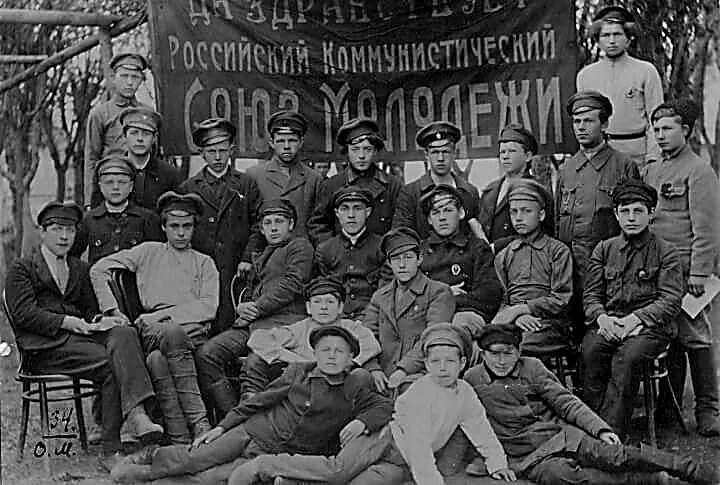 ДА ЗДРАВСТВУЕТ
РОССИЙСКИЙ КОММУНИСТИЧЕСКИЙ
СОЮЗ МОЛОДЕЖИ
34.
О.М.